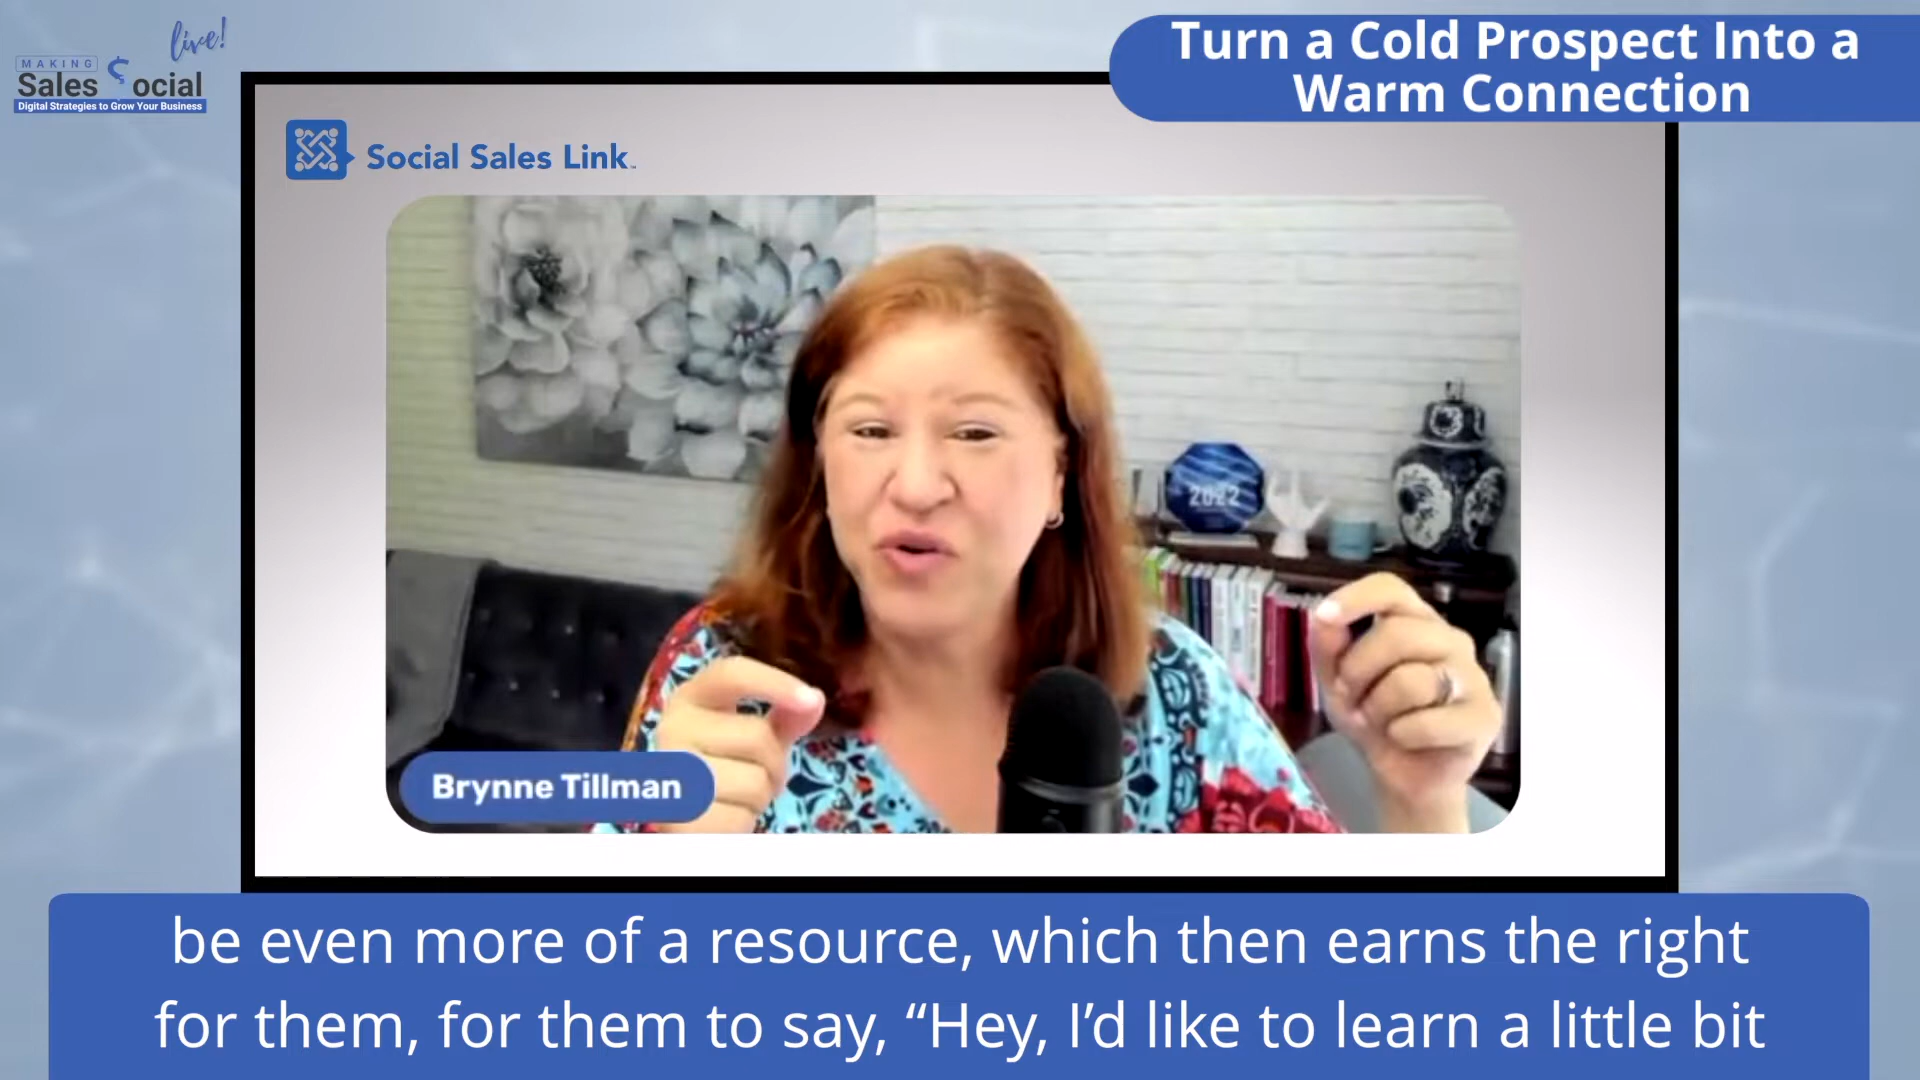 live!
MAKING
Sales Social
Digital Strategies to Grow Your Business
Turn a Cold Prospect Into a
Warm Connection
Social Sales Link
2022
Brynne Tillman
be even more of a resource, which then earns the right
for them, for them to say, “Hey, I’d like to learn a little bit